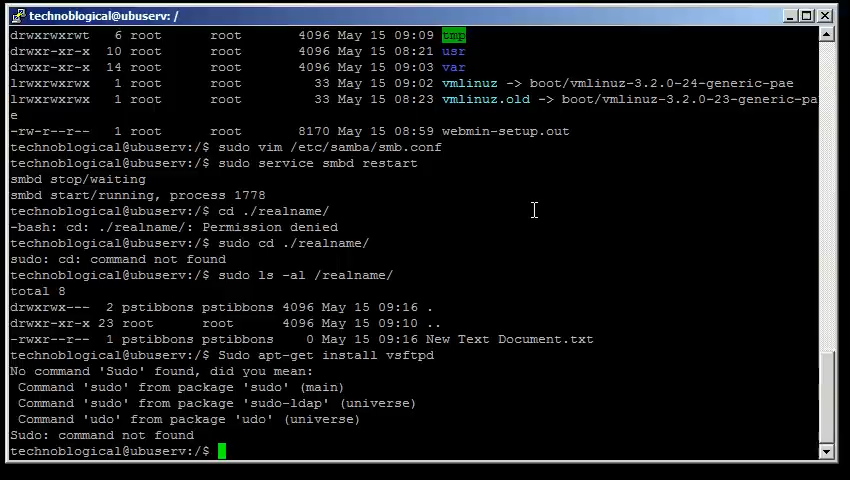 technoblogical@ubuserv: /
drwxrwxrwt  6 root     root      4096 May 15 09:09 tmp
drwxr-xr-x 10 root     root      4096 May 15 08:21 usr
drwxr-xr-x 14 root     root      4096 May 15 09:03 var
lrwxrwxrwx  1 root     root        33 May 15 09:02 vmlinuz -> boot/vmlinuz-3.2.0-24-generic-pae
lrwxrwxrwx  1 root     root        33 May 15 08:23 vmlinuz.old -> boot/vmlinuz-3.2.0-23-generic-pa
e
-rw-r--r--  1 root     root      8170 May 15 08:59 webmin-setup.out
technoblogical@ubuserv:/$ sudo vim /etc/samba/smb.conf
technoblogical@ubuserv:/$ sudo service smbd restart
smbd stop/waiting
smbd start/running, process 1778
technoblogical@ubuserv:/$ cd ./realname/
-bash: cd: ./realname/: Permission denied
technoblogical@ubuserv:/$ sudo cd ./realname/
sudo: cd: command not found
technoblogical@ubuserv:/$ sudo ls -al /realname/
total 8
drwxrwx---  2 pstibbons pstibbons 4096 May 15 09:16 .
drwxr-xr-x 23 root      root      4096 May 15 09:10 ..
-rwxr--r--  1 pstibbons pstibbons    0 May 15 09:16 New Text Document.txt
technoblogical@ubuserv:/$ Sudo apt-get install vsftpd
No command 'Sudo' found, did you mean:
 Command 'sudo' from package 'sudo' (main)
 Command 'sudo' from package 'sudo-ldap' (universe)
 Command 'udo' from package 'udo' (universe)
Sudo: command not found
technoblogical@ubuserv:/$